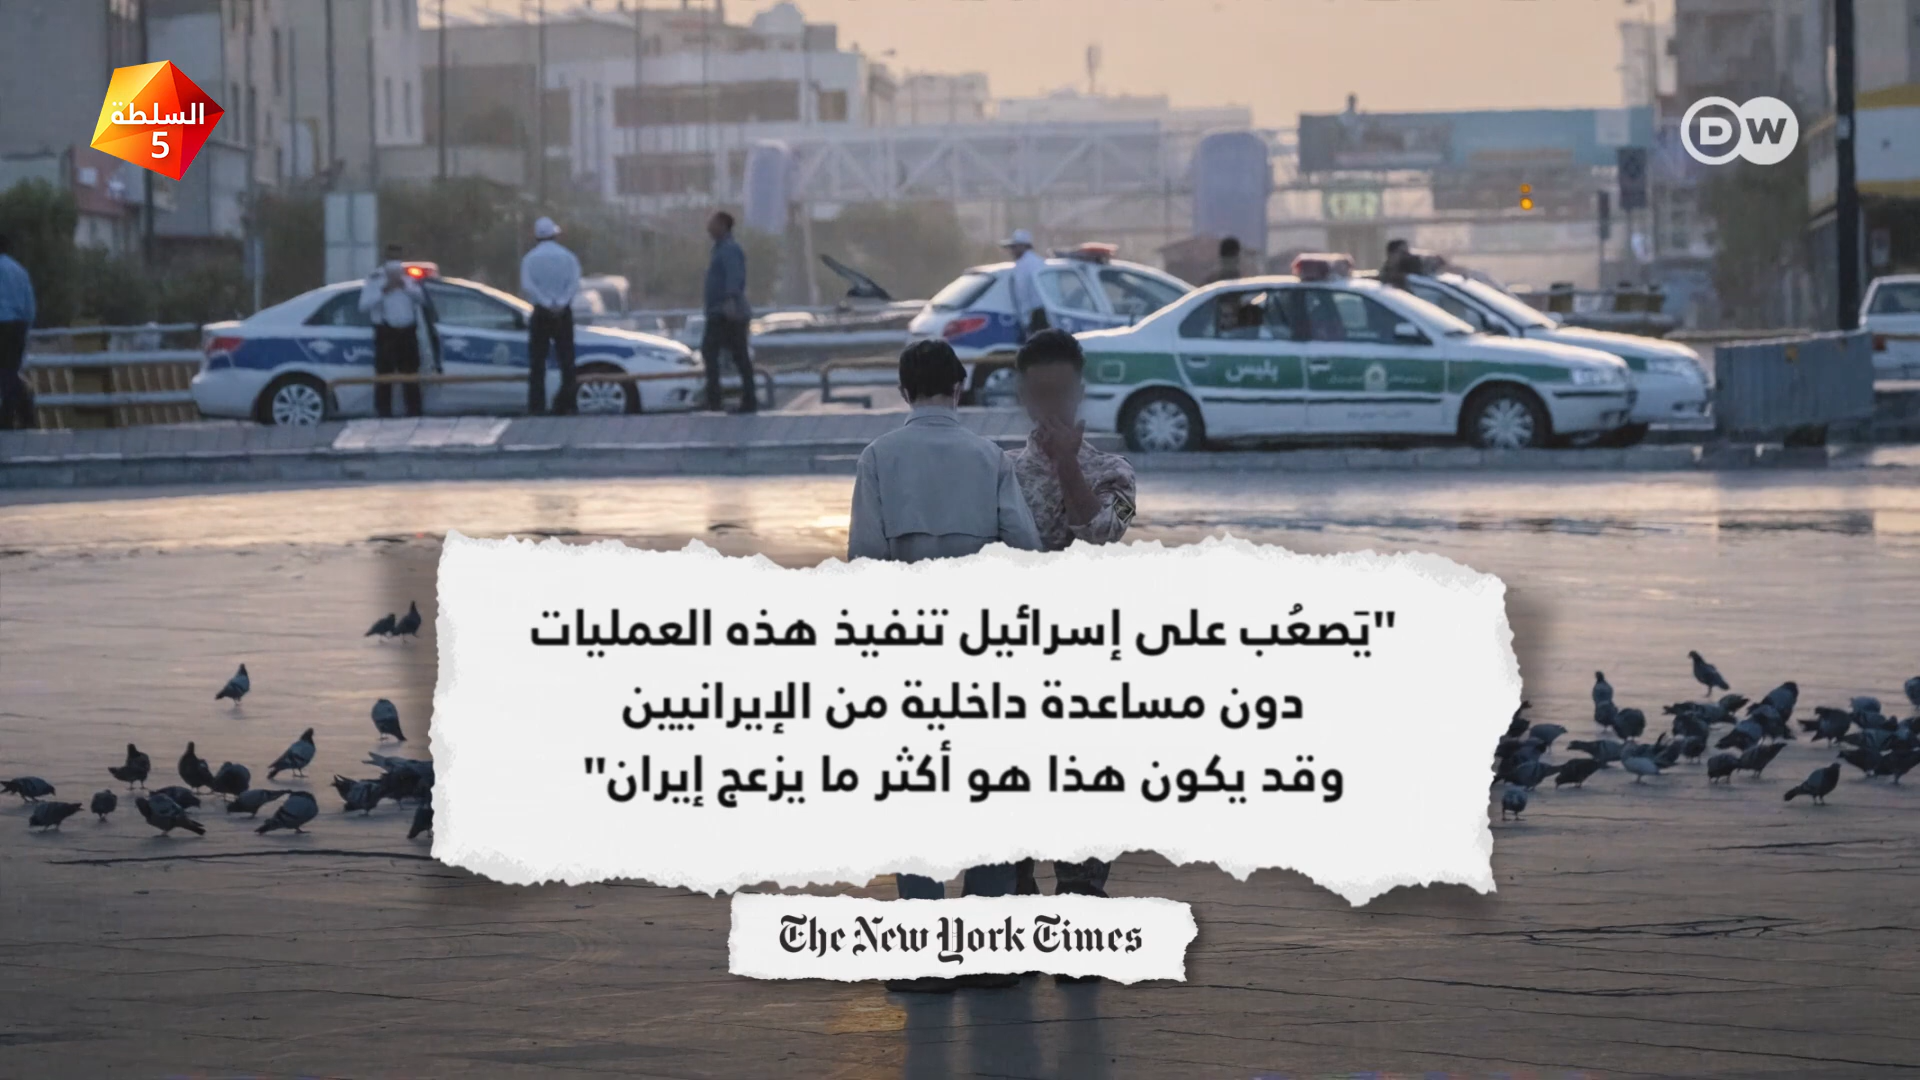 السلطة
5
DW
"يَصعُب على إسرائيل تنفيذ هذه العمليات
دون مساعدة داخلية من الإيرانيين
وقد يكون هذا هو أكثر ما يزعج إيران"
The New York Times
پلیس